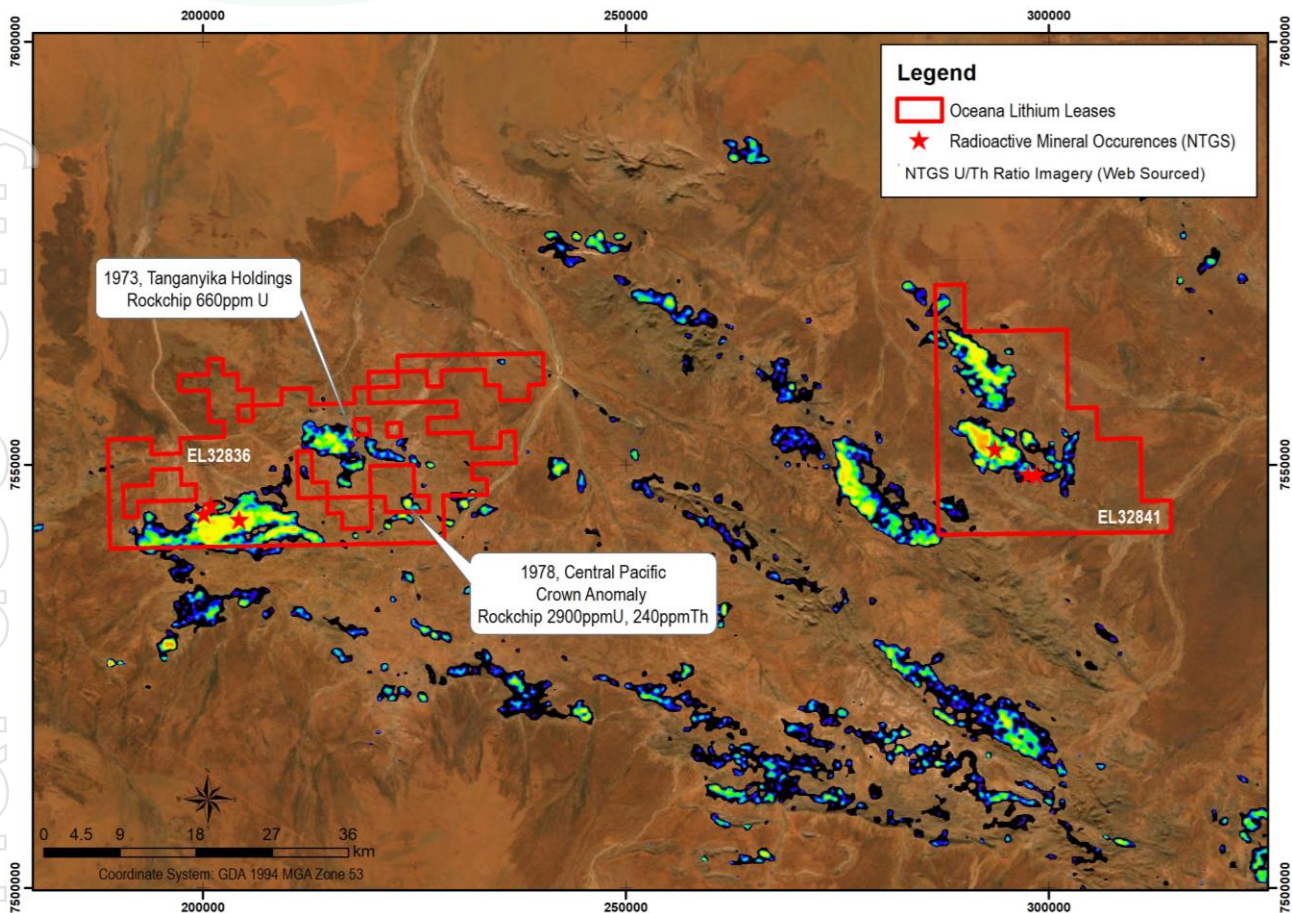 200000
250000
300000
7600000
7600000
Legend
Oceana Lithium Leases
Radioactive Mineral Occurences (NTGS)
NTGS U/Th Ratio Imagery (Web Sourced)
1973, Tanganyika Holdings
Rockchip 660ppm U
EL32836
7550000
7550000
EL32841
1978, Central Pacific
Crown Anomaly
Rockchip 2900ppmU, 240ppmTh
0 4.5 9 18 27 36
km
Coordinate System: GDA 1994 MGA Zone 53
7500000
7500000
200000
250000
300000